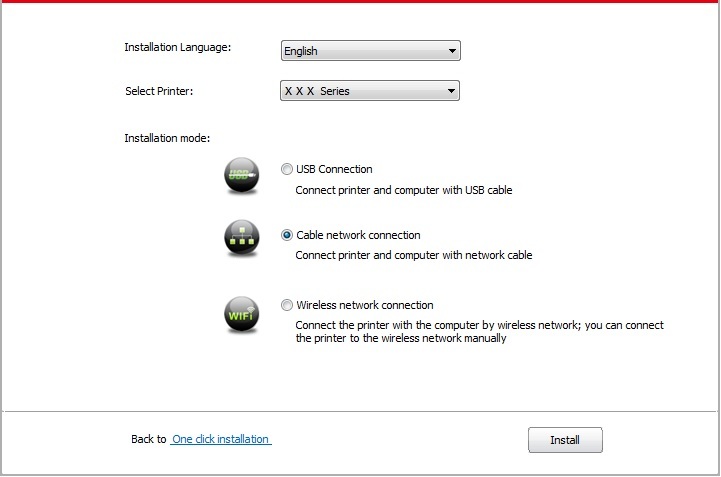 Installation Language:
English
Select Printer:
X X X Series
Installation mode:
USB
USB Connection
Connect printer and computer with USB cable
Cable network connection
Connect printer and computer with network cable
WIFi
Wireless network connection
Connect the printer with the computer by wireless network; you can connect
the printer to the wireless network manually
Back to One click installation
Install